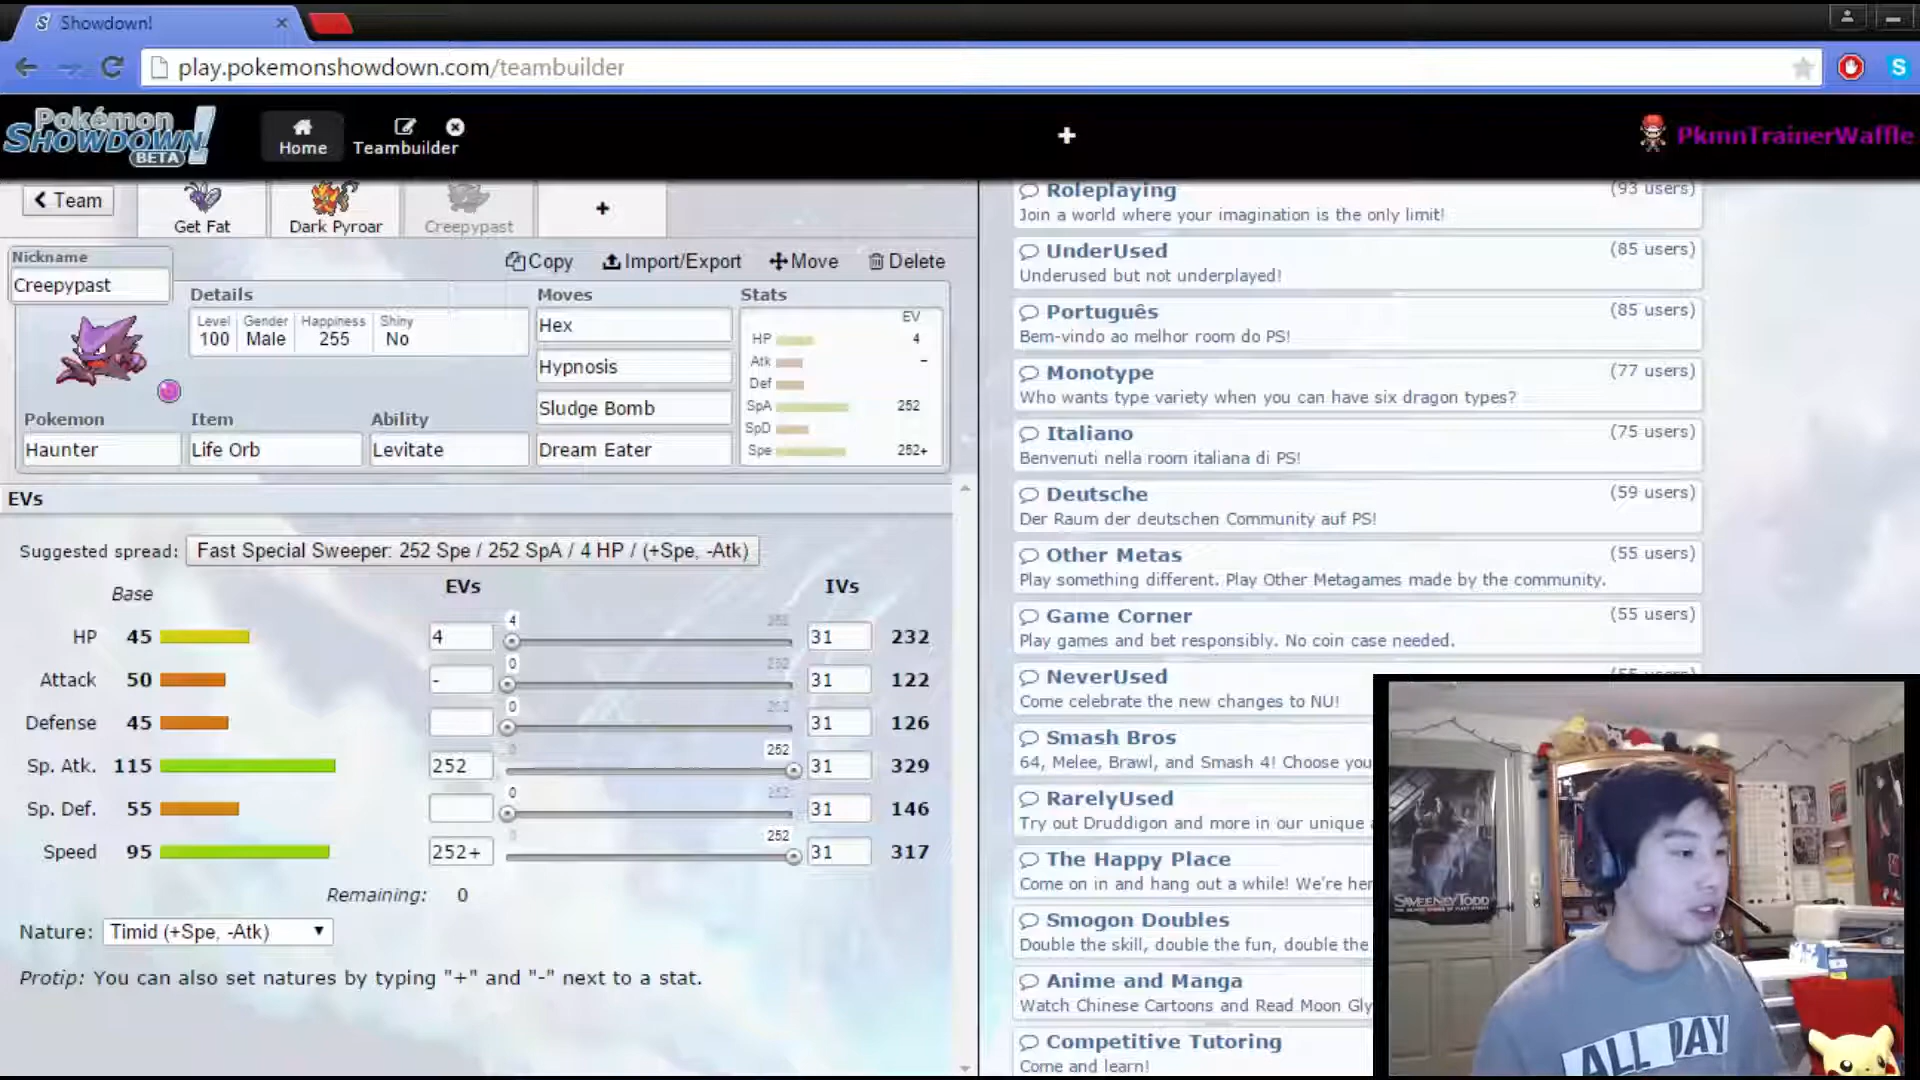 Showdown!
play.pokemonshowdown.com/teambuilder
Pokémon
SHOWDOWN!
BETA
Home
Teambuilder
PkmnTrainerWaffle
Team
Get Fat
Dark Pyroar
Creepypast
+
Nickname
Creepypast
Copy
Import/Export
Move
Delete
Details
Moves
Stats
Level
Gender
Happiness
Shiny
100
Male
255
No
Pokemon
Item
Ability
Haunter
Life Orb
Levitate
Hex
Hypnosis
Sludge Bomb
Dream Eater
EV
HP 4
Atk -
Def
SpA 252
SpD
Spe 252+
EVs
Suggested spread: Fast Special Sweeper: 252 Spe / 252 SpA / 4 HP / (+Spe, -Atk)
Base EVs IVs
4 252
HP 45 4 31 232
0 252
Attack 50 - 31 122
0 252
Defense 45 31 126
0 252
Sp. Atk. 115 252 31 329
0 252
Sp. Def. 55 31 146
0 252
Speed 95 252+ 31 317
Remaining: 0
Nature: Timid (+Spe, -Atk)
Protip: You can also set natures by typing "+" and "-" next to a stat.
Roleplaying (93 users)
Join a world where your imagination is the only limit!
UnderUsed (85 users)
Underused but not underplayed!
Português (85 users)
Bem-vindo ao melhor room do PS!
Monotype (77 users)
Who wants type variety when you can have six dragon types?
Italiano (75 users)
Benvenuti nella room italiana di PS!
Deutsche (59 users)
Der Raum der deutschen Community auf PS!
Other Metas (55 users)
Play something different. Play Other Metagames made by the community.
Game Corner (55 users)
Play games and bet responsibly. No coin case needed.
NeverUsed (55 users)
Come celebrate the new changes to NU!
Smash Bros
64, Melee, Brawl, and Smash 4! Choose you
RarelyUsed
Try out Druddigon and more in our unique
The Happy Place
Come on in and hang out a while! We're her
Smogon Doubles
Double the skill, double the fun, double the
Anime and Manga
Watch Chinese Cartoons and Read Moon Gly
Competitive Tutoring
Come and learn!
SWEENEY TODD
ALL DAY